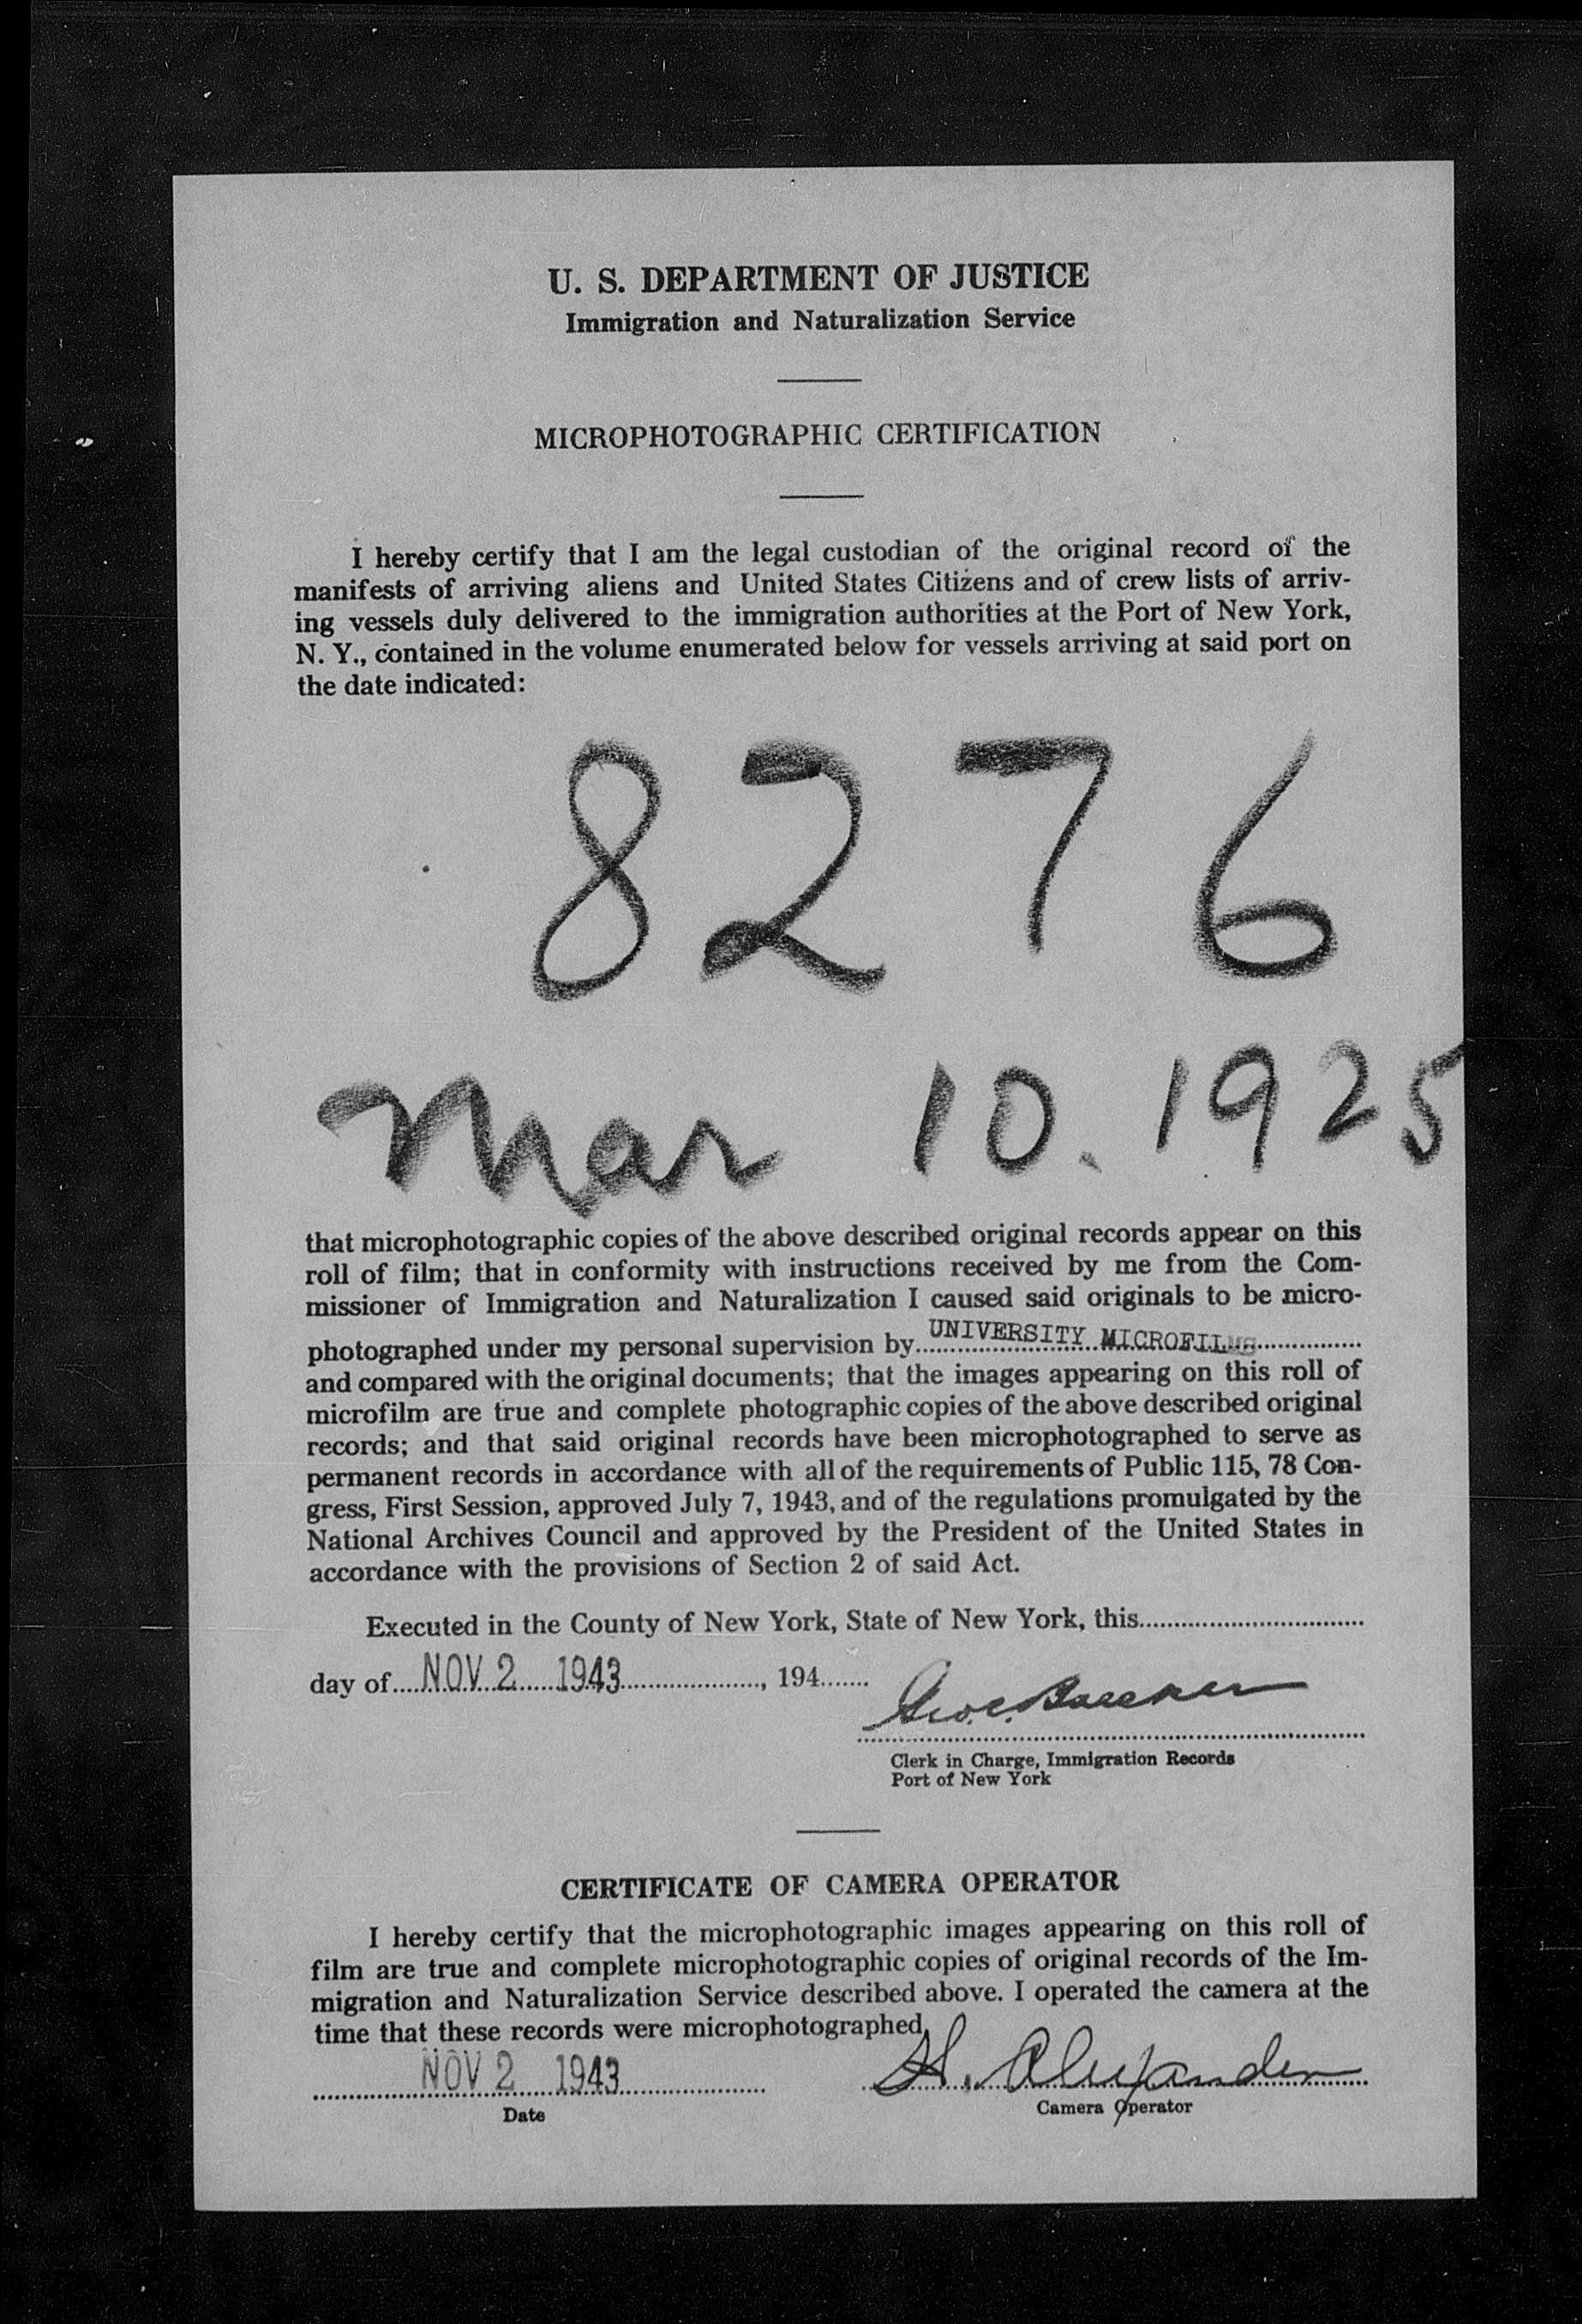 U. S. DEPARTMENT OF JUSTICE
Immigration and Naturalization Service
MICROPHOTOGRAPHIC CERTIFICATION
I hereby certify that I am the legal custodian of the original record of the
manifests of arriving aliens and United States Citizens and of crew lists of arriv-
ing vessels duly delivered to the immigration authorities at the Port of New York,
N. Y., contained in the volume enumerated below for vessels arriving at said port on
the date indicated:
8276
Mar 10. 1925
that microphotographic copies of the above described original records appear on this
roll of film; that in conformity with instructions received by me from the Com-
missioner of Immigration and Naturalization I caused said originals to be micro-
photographed under my personal supervision by UNIVERSITY MICROFILMS
and compared with the original documents; that the images appearing on this roll of
microfilm are true and complete photographic copies of the above described original
records; and that said original records have been microphotographed to serve as
permanent records in accordance with all of the requirements of Public 115, 78 Con-
gress, First Session, approved July 7, 1943, and of the regulations promulgated by the
National Archives Council and approved by the President of the United States in
accordance with the provisions of Section 2 of said Act.
Executed in the County of New York, State of New York, this
day of NOV 2 1943, 194
Clerk in Charge, Immigration Records
Port of New York
CERTIFICATE OF CAMERA OPERATOR
I hereby certify that the microphotographic images appearing on this roll of
film are true and complete microphotographic copies of original records of the Im-
migration and Naturalization Service described above. I operated the camera at the
time that these records were microphotographed.
NOV 2 1943 H. Alexander
Date Camera Operator